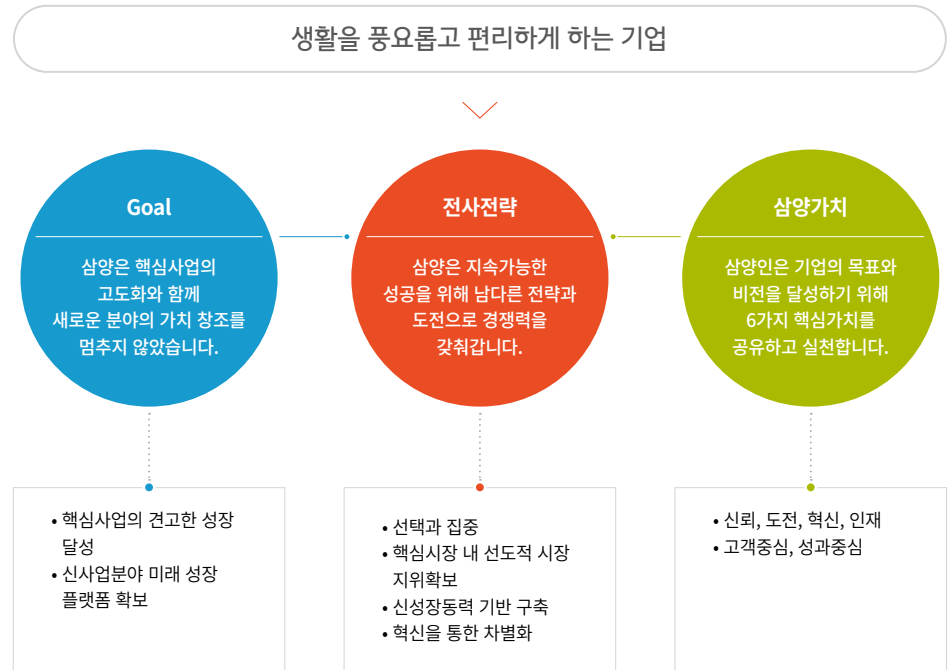 생활을 풍요롭고 편리하게 하는 기업
Goal
삼양은 핵심사업의
고도화와 함께
새로운 분야의 가치 창조를
멈추지 않았습니다.
전사전략
삼양은 지속가능한
성공을 위해 남다른 전략과
도전으로 경쟁력을
갖춰갑니다.
삼양가치
삼양인은 기업의 목표와
비전을 달성하기 위해
6가지 핵심가치를
공유하고 실천합니다.
• 핵심사업의 견고한 성장
달성
• 신사업분야 미래 성장
플랫폼 확보
• 선택과 집중
• 핵심시장 내 선도적 시장
지위확보
• 신성장동력 기반 구축
• 혁신을 통한 차별화
• 신뢰, 도전, 혁신, 인재
• 고객중심, 성과중심